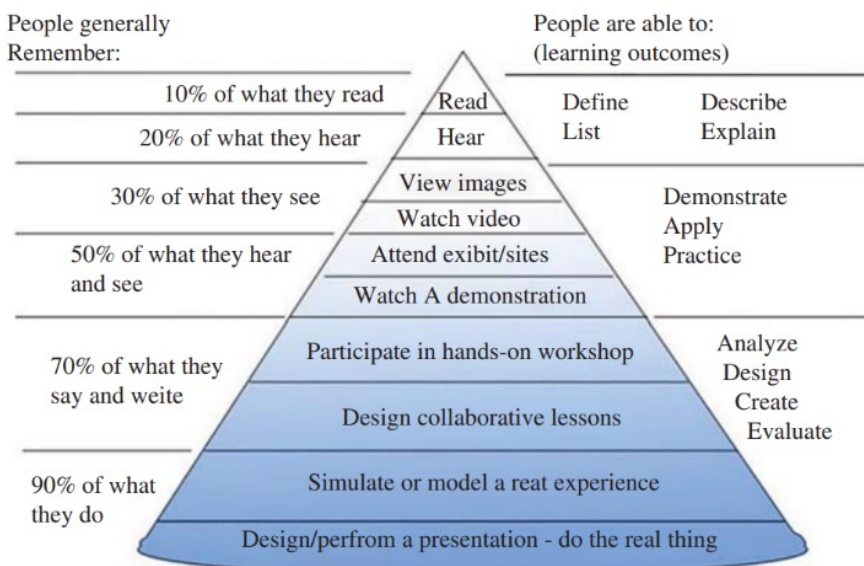 People generally
Remember:
People are able to:
(learning outcomes)
10% of what they read
Read
Define
Describe
20% of what they hear
Hear
List
Explain
30% of what they see
View images
Watch video
Demonstrate
Apply
Practice
50% of what they hear
and see
Attend exibit/sites
Watch A demonstration
70% of what they
say and weite
Participate in hands-on workshop
Design collaborative lessons
Analyze
Design
Create
Evaluate
90% of what
they do
Simulate or model a reat experience
Design/perfrom a presentation - do the real thing